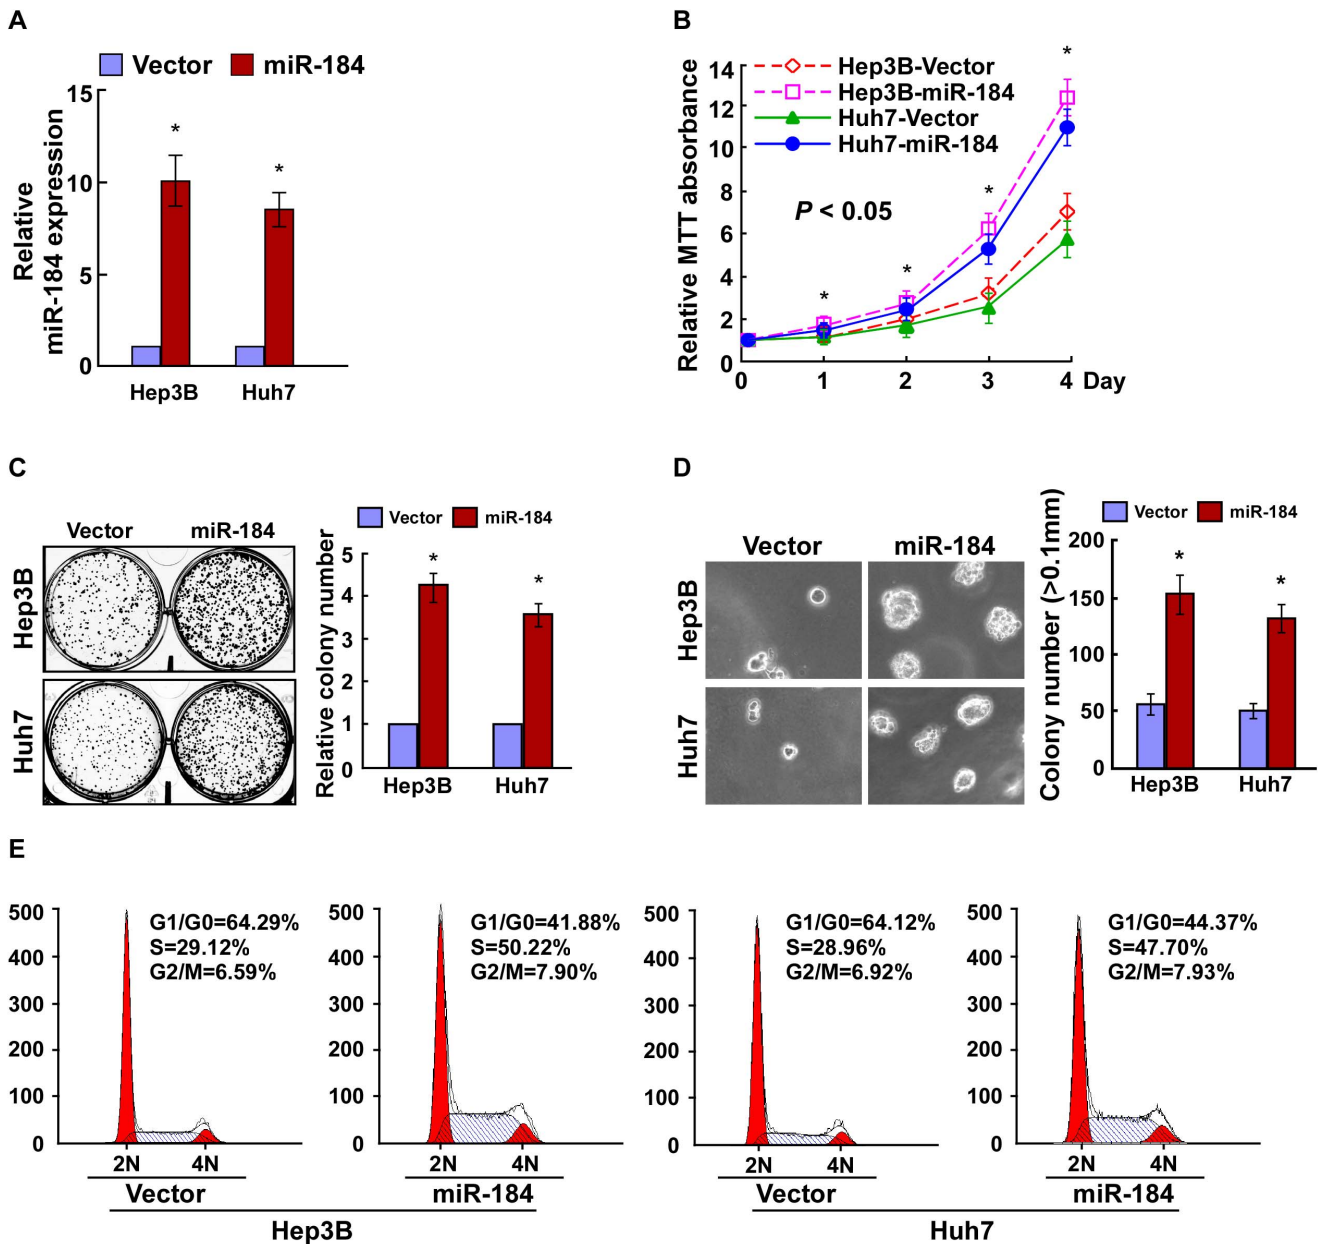 A
Vector miR-184
Relative
miR-184 expression
15
10
5
0
*
*
Hep3B Huh7
B
Relative MTT absorbance
14
12
10
8
6
4
2
0
Hep3B-Vector
Hep3B-miR-184
Huh7-Vector
Huh7-miR-184
P < 0.05
*
*
*
*
0 1 2 3 4 Day
C
Vector miR-184
Hep3B
Huh7
Vector miR-184
Relative colony number
5
4
3
2
1
0
*
*
Hep3B Huh7
D
Vector miR-184
Hep3B
Huh7
Vector miR-184
Colony number (>0.1mm)
200
150
100
50
0
*
*
Hep3B Huh7
E
500
400
300
200
100
0
G1/G0=64.29%
S=29.12%
G2/M=6.59%
2N 4N
Vector
500
400
300
200
100
0
G1/G0=41.88%
S=50.22%
G2/M=7.90%
2N 4N
miR-184
Hep3B
500
400
300
200
100
0
G1/G0=64.12%
S=28.96%
G2/M=6.92%
2N 4N
Vector
500
400
300
200
100
0
G1/G0=44.37%
S=47.70%
G2/M=7.93%
2N 4N
miR-184
Huh7